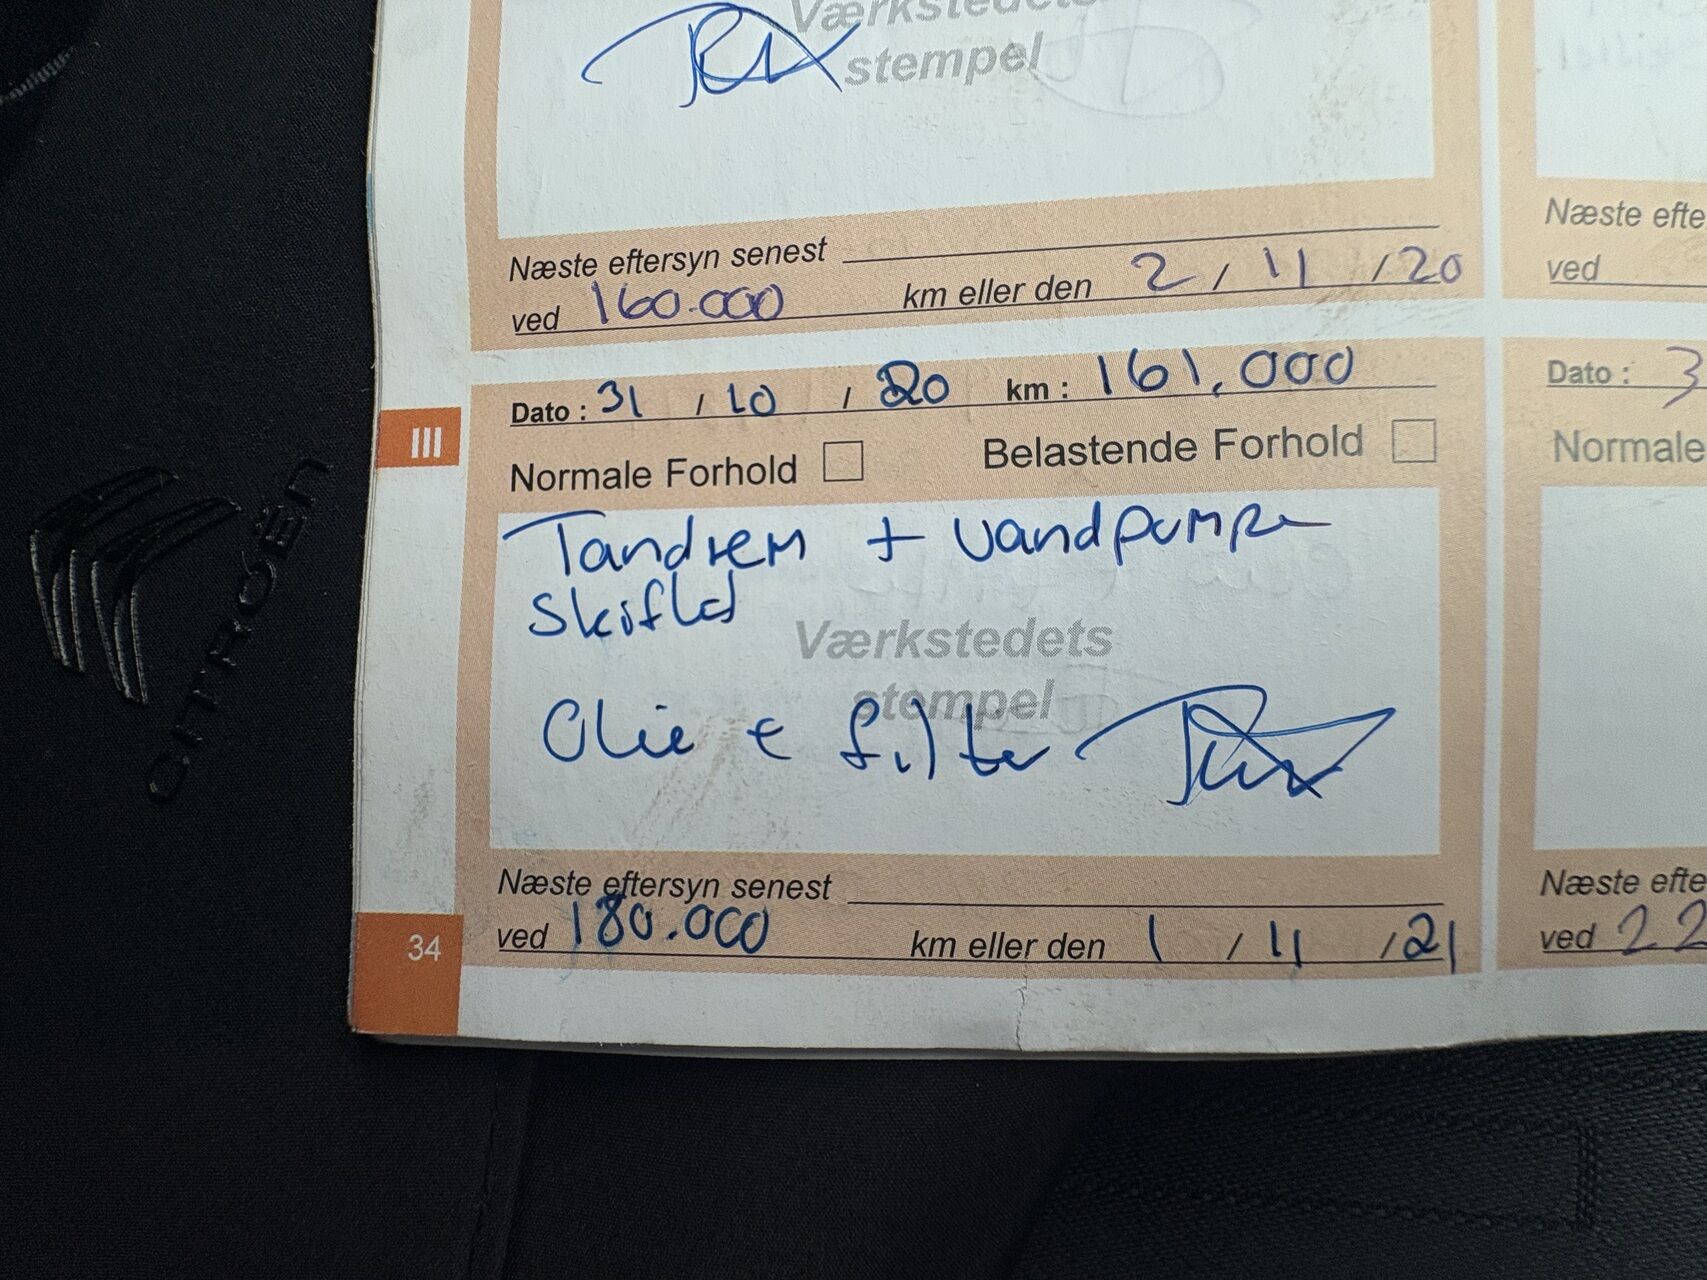 Værkstedets
stempel
Næste eftersyn senest
ved 160.000 km eller den 2 / 11 / 20
Dato : 31 / 10 / 20 km : 161.000
III
Normale Forhold Belastende Forhold
Tandrem + vandpumpe
Skiftet
Værkstedets
stempel
Olie + filter
Næste eftersyn senest
ved 180.000 km eller den 1 / 11 / 21
34
Næste efte
ved
Dato : 3
Normale
Næste efte
ved 22
CITROËN